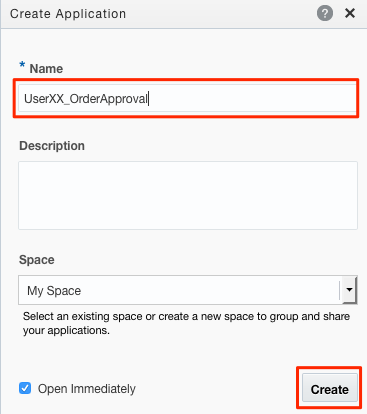 Create Application ? ×
* Name
UserXX_OrderApproval
Description
Space
My Space
Select an existing space or create a new space to group and share
your applications.
Open Immediately Create